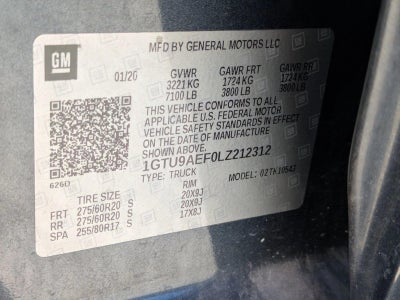 GM
MFD BY GENERAL MOTORS LLC
01/20 GVWR GAWR FRT GAWR RR
3221 KG 1724 KG 1724 KG
7100 LB 3800 LB 3800 LB
THIS VEHICLE CONFORMS TO ALL
APPLICABLE U.S. FEDERAL MOTOR
VEHICLE SAFETY STANDARDS IN EFFECT
ON THE DATE OF MANUFACTURE
1GTU9AEF0LZ212312
626D TYPE: TRUCK MODEL: 02TK10543
TIRE SIZE RIM
FRT 275/60R20 S 20X9J
RR 275/60R20 S 20X9J
SPA 255/80R17 S 17X8J